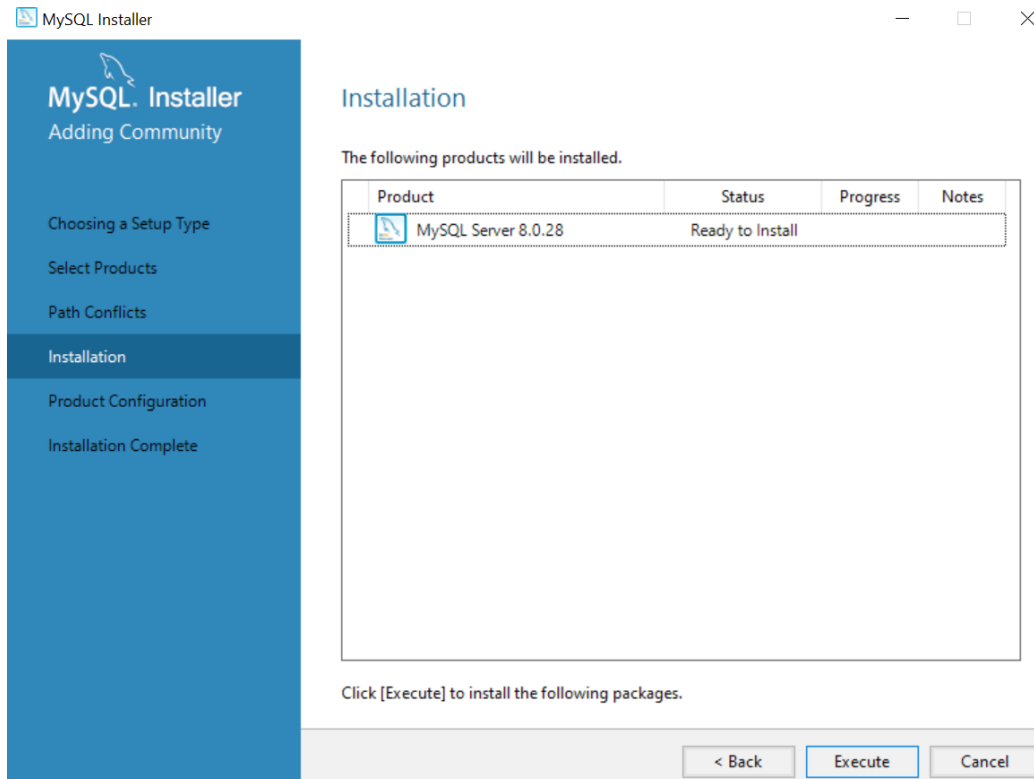 MySQL Installer
MySQL. Installer
Adding Community
Choosing a Setup Type
Select Products
Path Conflicts
Installation
Product Configuration
Installation Complete
Installation
The following products will be installed.
Product Status Progress Notes
MySQL Server 8.0.28 Ready to Install
Click [Execute] to install the following packages.
< Back Execute Cancel